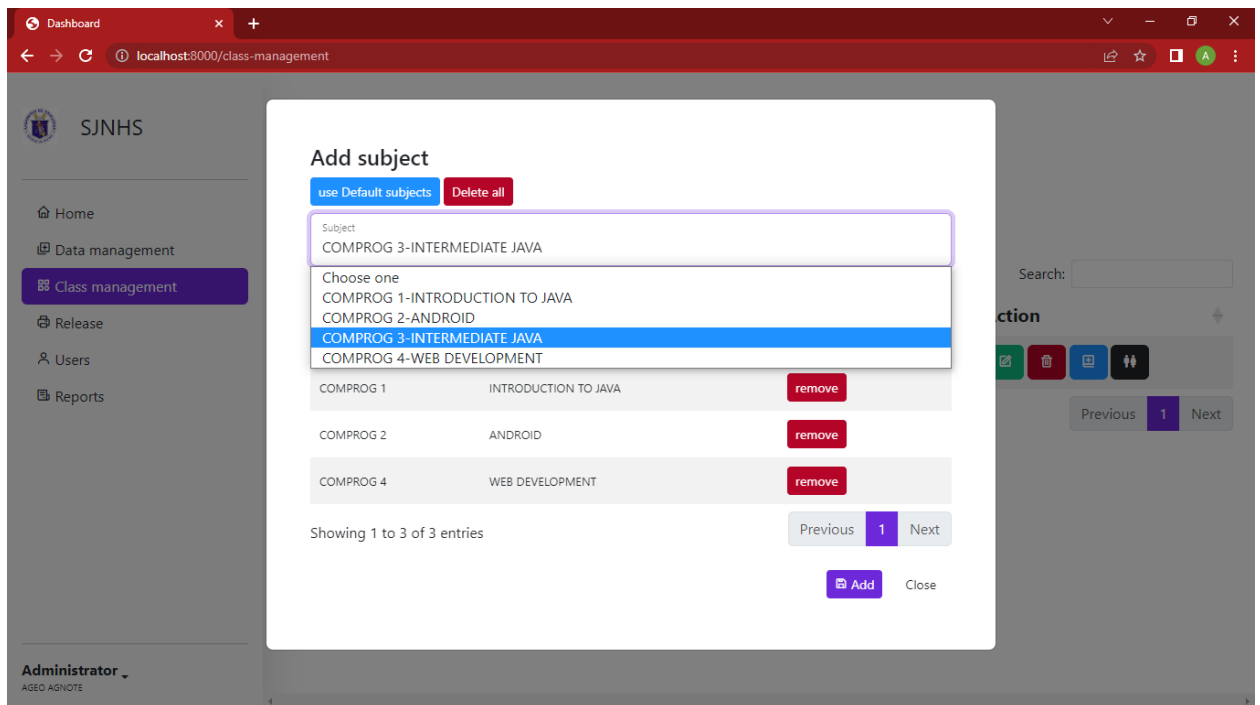 Dashboard
localhost:8000/class-management
A
SJNHS
Home
Data management
Class management
Release
Users
Reports
Administrator
AGEO AGNOTE
Add subject
use Default subjects Delete all
Subject
COMPROG 3-INTERMEDIATE JAVA
Choose one
COMPROG 1-INTRODUCTION TO JAVA
COMPROG 2-ANDROID
COMPROG 3-INTERMEDIATE JAVA
COMPROG 4-WEB DEVELOPMENT
COMPROG 1 INTRODUCTION TO JAVA remove
COMPROG 2 ANDROID remove
COMPROG 4 WEB DEVELOPMENT remove
Showing 1 to 3 of 3 entries Previous 1 Next
Add Close
Search:
ction
Previous 1 Next